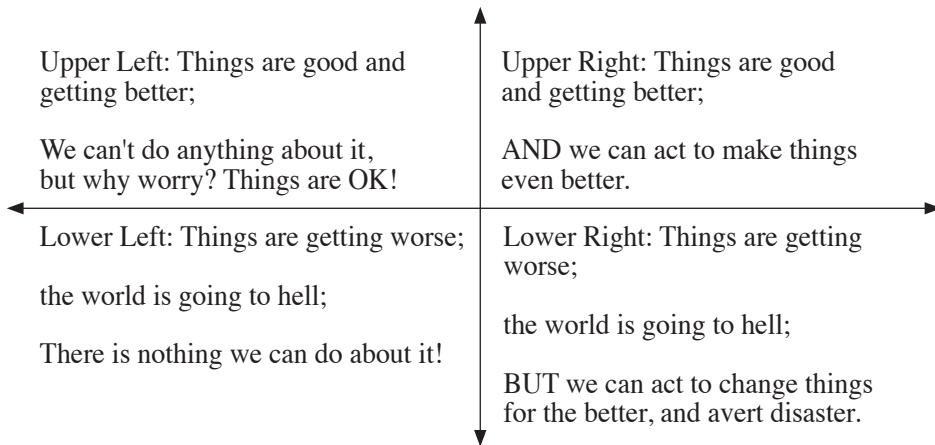 Upper Left: Things are good and
getting better;
We can't do anything about it,
but why worry? Things are OK!
Upper Right: Things are good
and getting better;
AND we can act to make things
even better.
Lower Left: Things are getting worse;
the world is going to hell;
There is nothing we can do about it!
Lower Right: Things are getting
worse;
the world is going to hell;
BUT we can act to change things
for the better, and avert disaster.